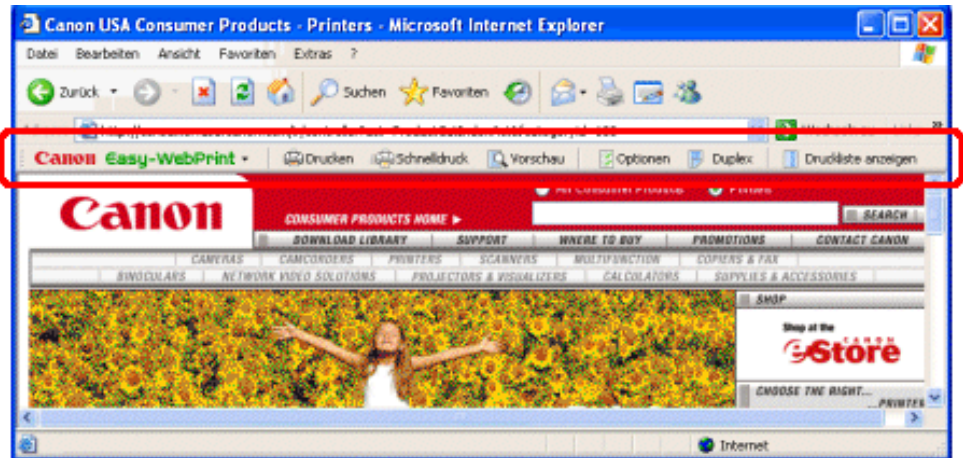 Canon USA Consumer Products - Printers - Microsoft Internet Explorer
Datei Bearbeiten Ansicht Favoriten Extras ?
Zurück Suchen Favoriten
Canon Easy-WebPrint Drucken Schnelldruck Vorschau Optionen Duplex Druckliste anzeigen
Canon CONSUMER PRODUCTS HOME SEARCH
DOWNLOAD LIBRARY SUPPORT WHERE TO BUY PROMOTIONS CONTACT CANON
CAMERAS CAMCORDERS PRINTERS SCANNERS MULTIFUNCTION COPIERS & FAX
BINOCULARS NETWORK VIDEO SOLUTIONS PROJECTORS & VISUALIZERS CALCULATORS SUPPLIES & ACCESSORIES
SHOP
Shop at the
CANON
eStore
CHOOSE THE RIGHT...
...PRINTER
Internet